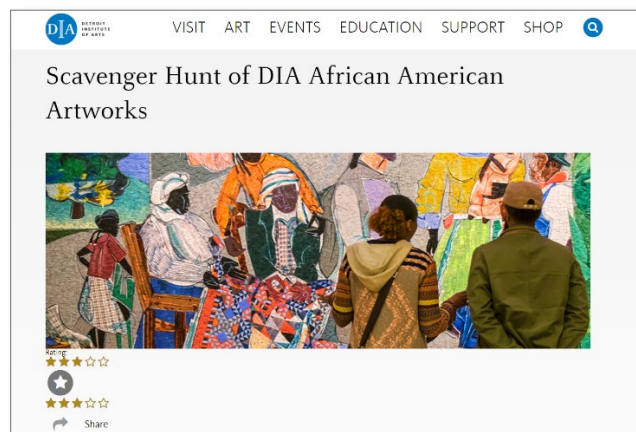 DIA DETROIT
INSTITUTE
OF ARTS
VISIT ART EVENTS EDUCATION SUPPORT SHOP
Scavenger Hunt of DIA African American
Artworks
Rating:
Share